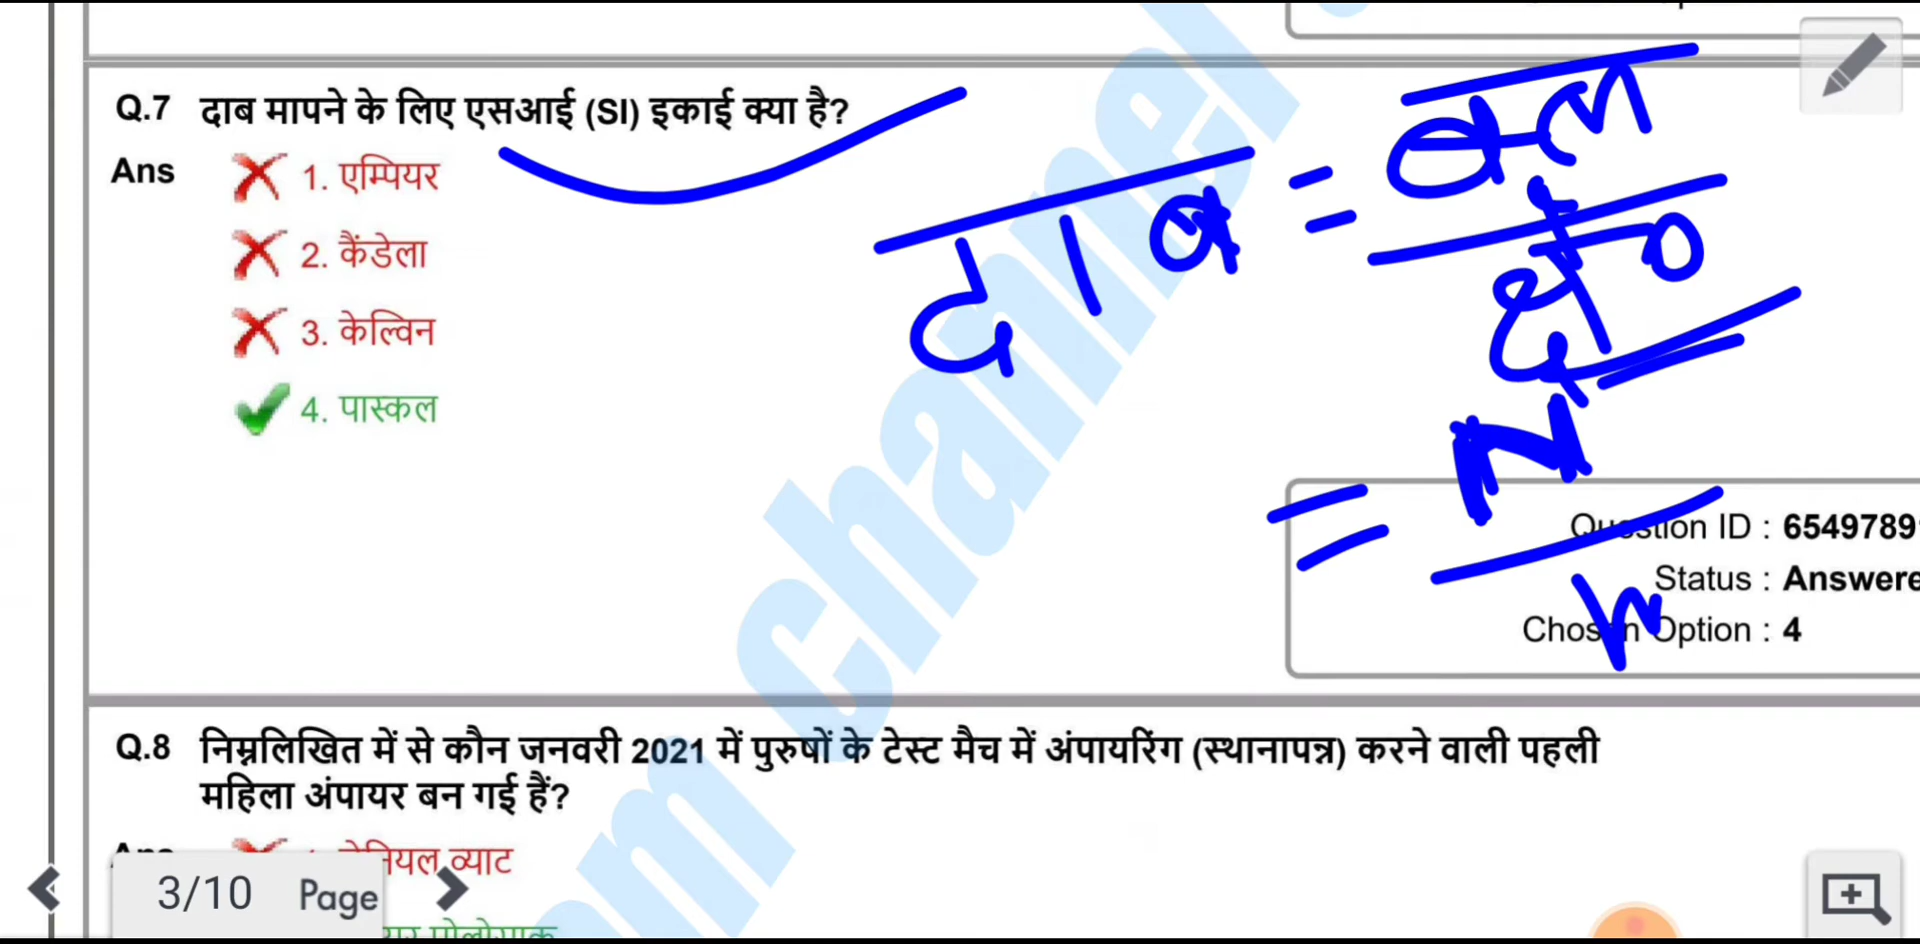 Q.7 दाब मापने के लिए एसआई (SI) इकाई क्या है?
Ans 1. एम्पियर
2. कैंडेला
3. केल्विन
4. पास्कल
दाब = बल
क्षे०
= N
Question ID : 6549789
Status : Answere
Chosen Option : 4
Q.8 निम्नलिखित में से कौन जनवरी 2021 में पुरुषों के टेस्ट मैच में अंपायरिंग (स्थानापन्न) करने वाली पहली
महिला अंपायर बन गई हैं?
व्याट
3/10 Page
channel